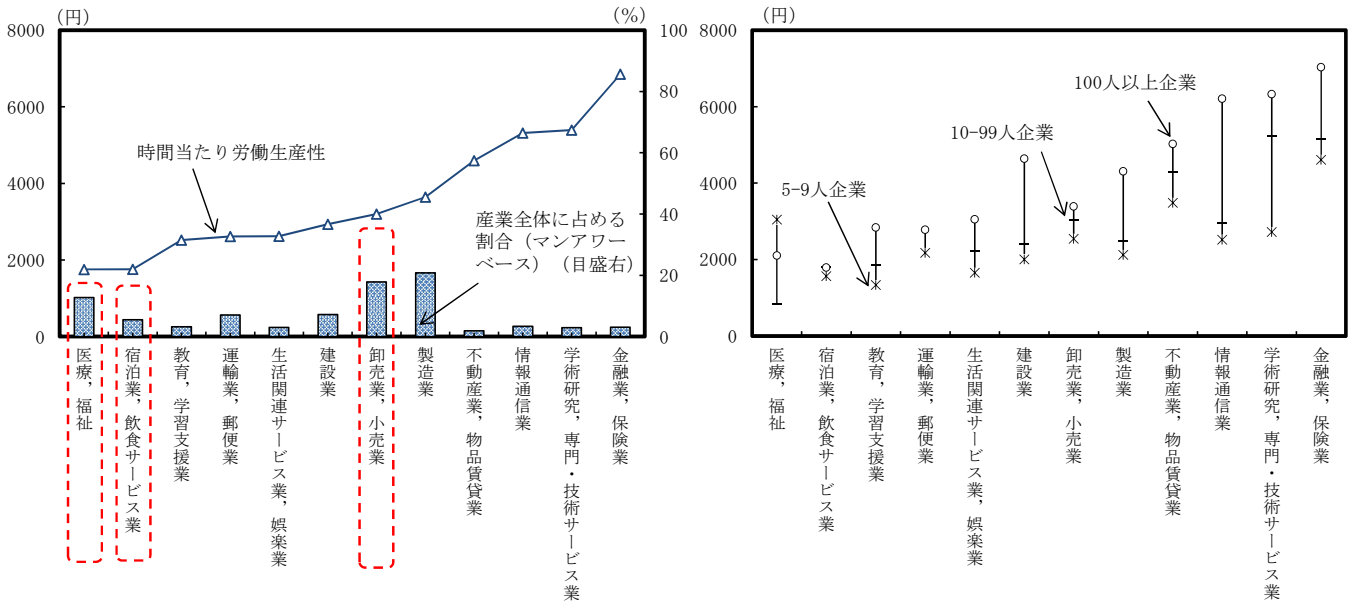 (円)
(%)
8000
6000
4000
2000
0
100
80
60
40
20
0
時間当たり労働生産性
産業全体に占める
割合（マンアワー
ベース）（目盛右）
医療，福祉
宿泊業，飲食サービス業
教育，学習支援業
運輸業，郵便業
生活関連サービス業，娯楽業
建設業
卸売業，小売業
製造業
不動産業，物品賃貸業
情報通信業
学術研究，専門・技術サービス業
金融業，保険業
(円)
8000
6000
4000
2000
0
100人以上企業
10-99人企業
5-9人企業
医療，福祉
宿泊業，飲食サービス業
教育，学習支援業
運輸業，郵便業
生活関連サービス業，娯楽業
建設業
卸売業，小売業
製造業
不動産業，物品賃貸業
情報通信業
学術研究，専門・技術サービス業
金融業，保険業